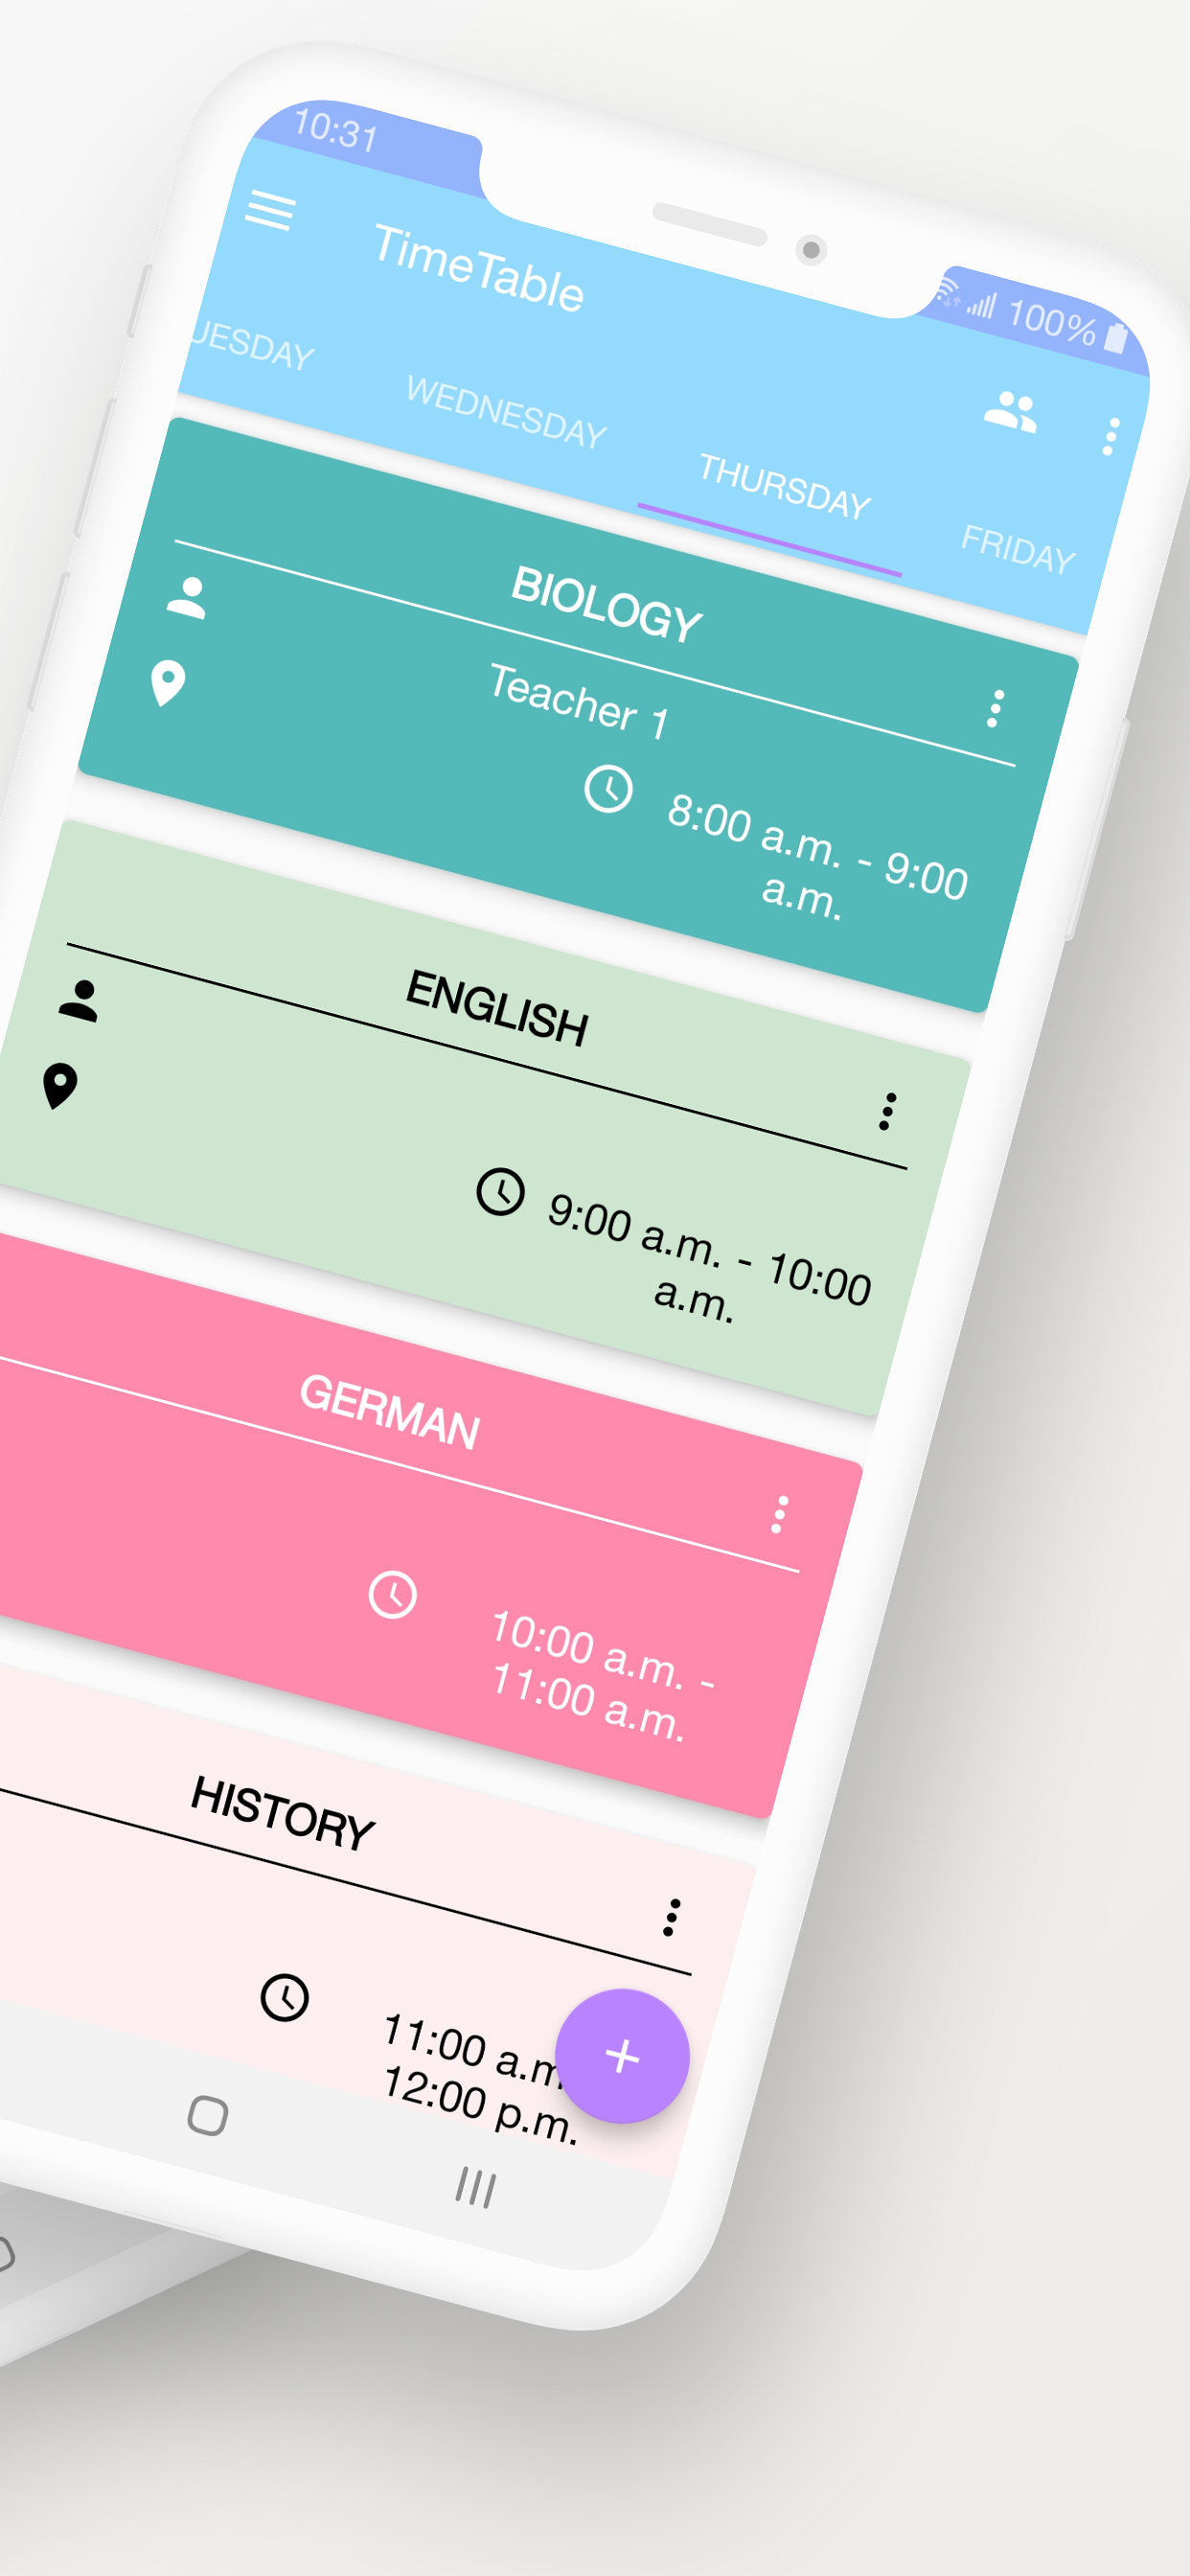 10:31
100%
TimeTable
UESDAY
WEDNESDAY
THURSDAY
FRIDAY
BIOLOGY
Teacher 1
8:00 a.m. - 9:00
a.m.
ENGLISH
9:00 a.m. - 10:00
a.m.
GERMAN
10:00 a.m. -
11:00 a.m.
HISTORY
11:00 a.m
12:00 p.m.